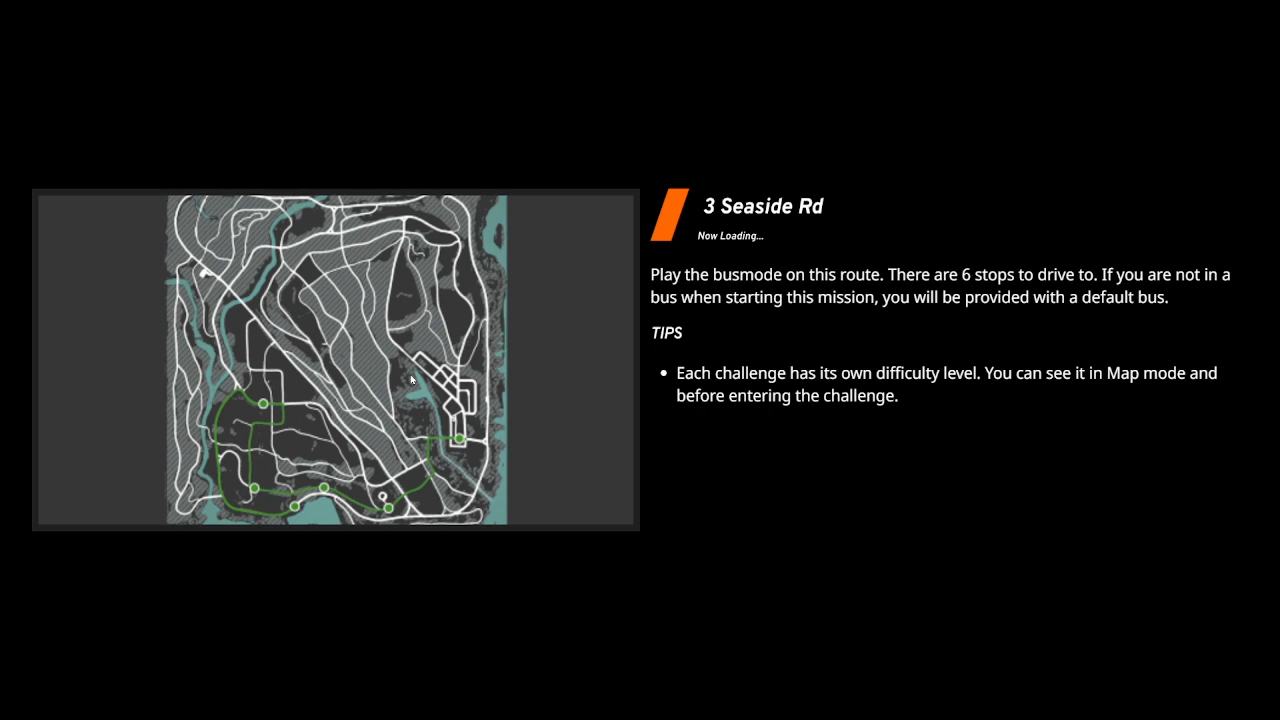 3 Seaside Rd
Now Loading...
Play the busmode on this route. There are 6 stops to drive to. If you are not in a
bus when starting this mission, you will be provided with a default bus.
TIPS
• Each challenge has its own difficulty level. You can see it in Map mode and
before entering the challenge.